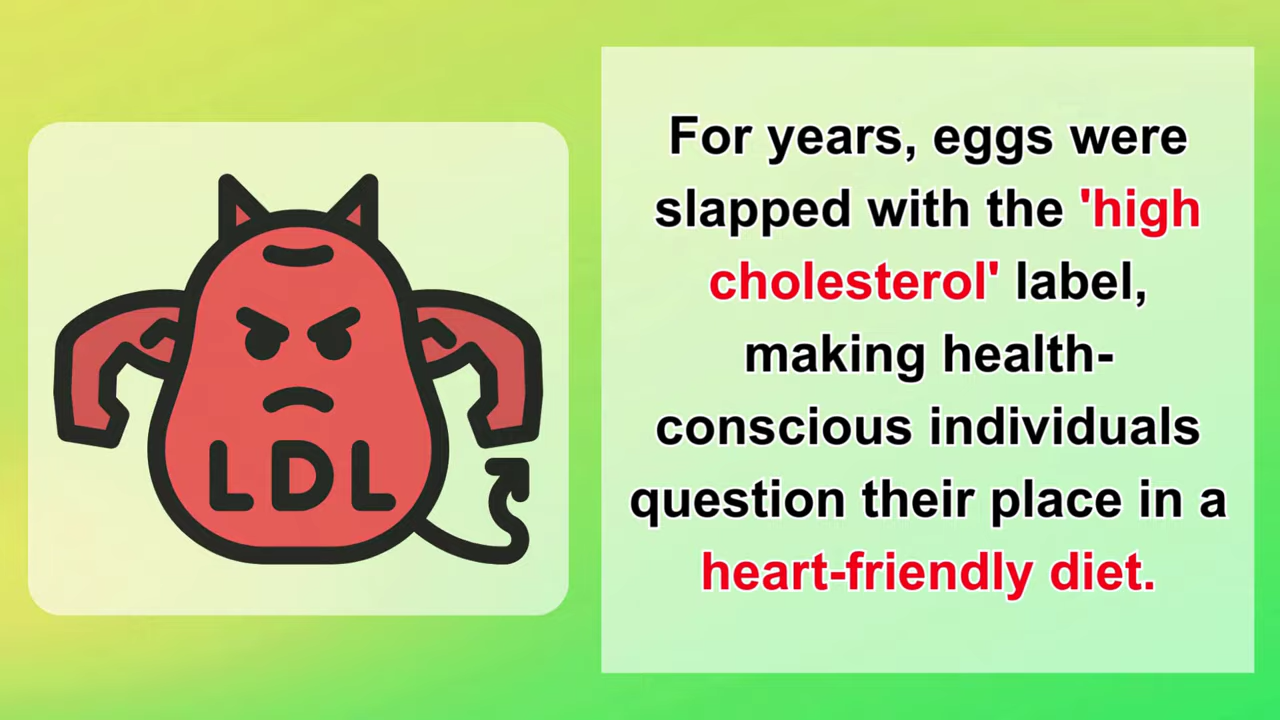 LDL
For years, eggs were
slapped with the 'high
cholesterol' label,
making health-
conscious individuals
question their place in a
heart-friendly diet.